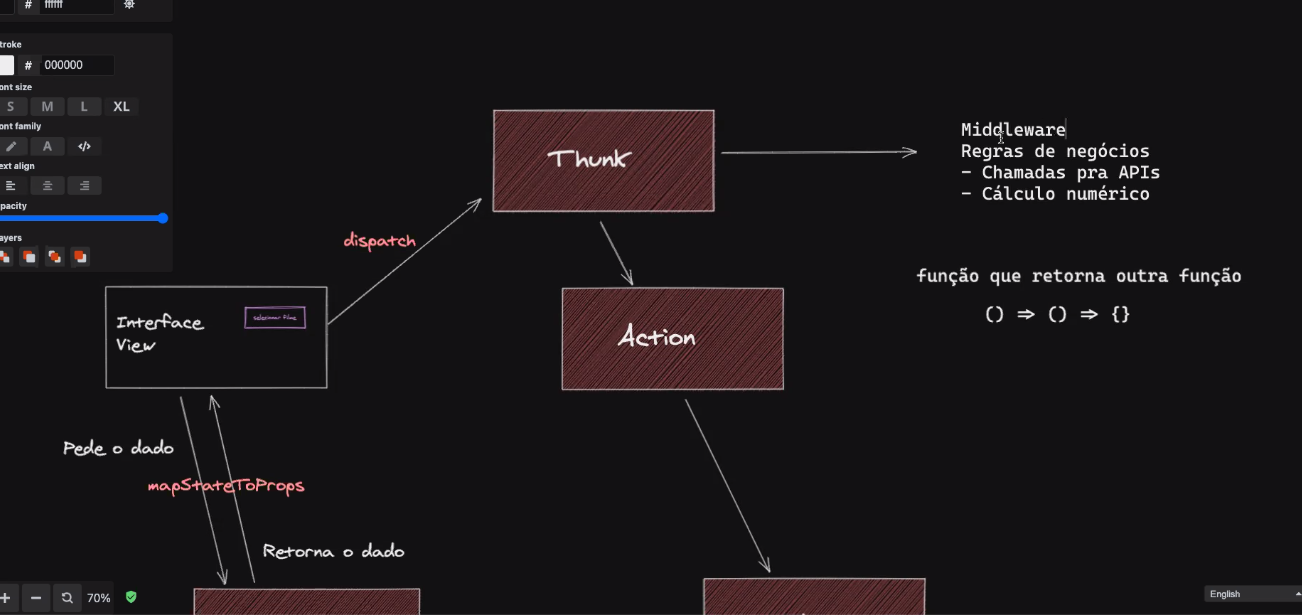 # ffffff
troke
# 000000
ont size
S M L XL
ont family
A </>
ext align
pacity
ayers
Thunk
Middleware
Regras de negócios
- Chamadas pra APIs
- Cálculo numérico
dispatch
função que retorna outra função
() => () => {}
Interface
View
selecionar filme
Action
Pede o dado
mapStateToProps
Retorna o dado
+ - 70%
English